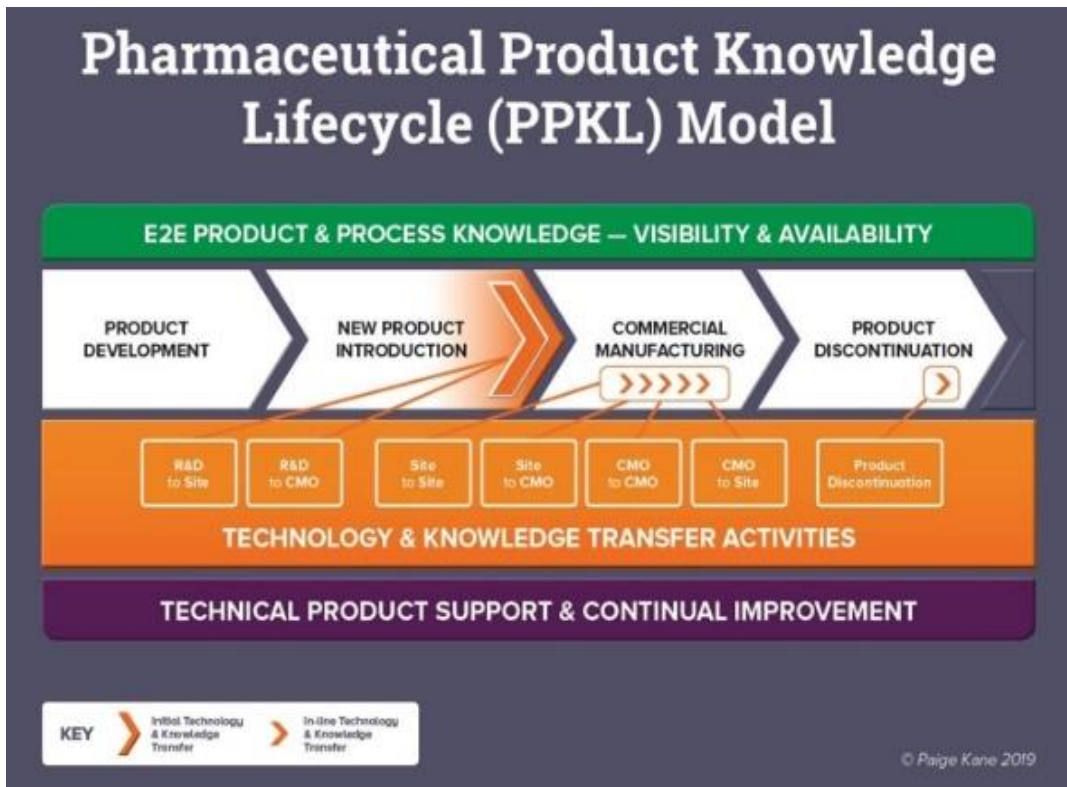 Pharmaceutical Product Knowledge
Lifecycle (PPKL) Model
E2E PRODUCT & PROCESS KNOWLEDGE — VISIBILITY & AVAILABILITY
PRODUCT
DEVELOPMENT
NEW PRODUCT
INTRODUCTION
COMMERCIAL
MANUFACTURING
PRODUCT
DISCONTINUATION
R&D
to Site
R&D
to CMO
Site
to Site
Site
to CMO
CMO
to CMO
CMO
to Site
Product
Discontinuation
TECHNOLOGY & KNOWLEDGE TRANSFER ACTIVITIES
TECHNICAL PRODUCT SUPPORT & CONTINUAL IMPROVEMENT
KEY
Initial Technology
& Knowledge
Transfer
In-line Technology
& Knowledge
Transfer
© Paige Kane 2019